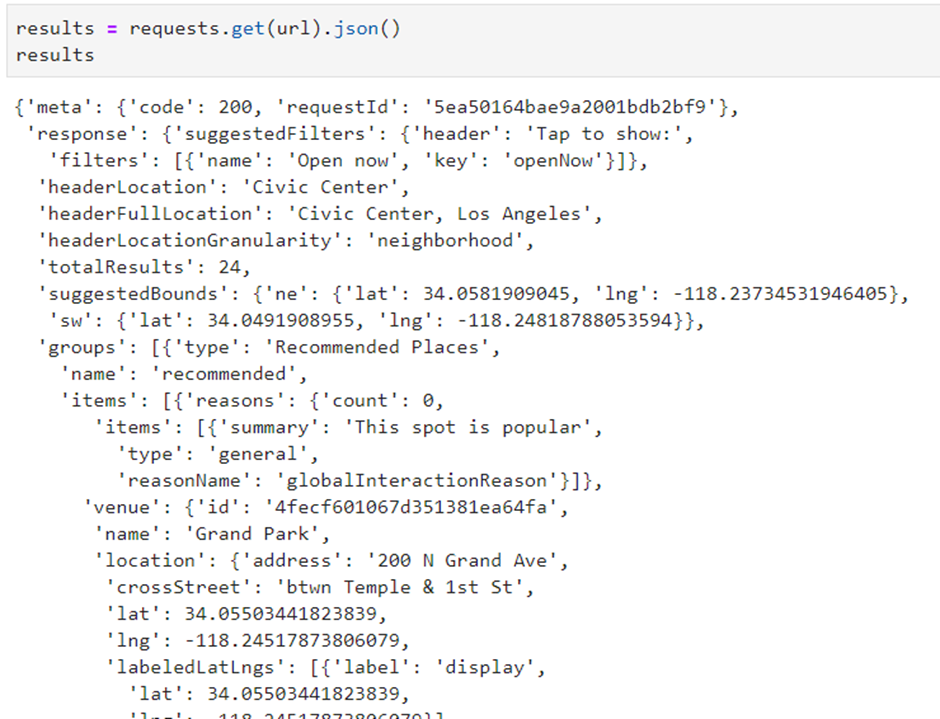 results = requests.get(url).json()
results
{'meta': {'code': 200, 'requestId': '5ea50164bae9a2001bdb2bf9'},
'response': {'suggestedFilters': {'header': 'Tap to show:',
'filters': [{'name': 'Open now', 'key': 'openNow'}]},
'headerLocation': 'Civic Center',
'headerFullLocation': 'Civic Center, Los Angeles',
'headerLocationGranularity': 'neighborhood',
'totalResults': 24,
'suggestedBounds': {'ne': {'lat': 34.0581909045, 'lng': -118.23734531946405},
'sw': {'lat': 34.0491908955, 'lng': -118.24818788053594}},
'groups': [{'type': 'Recommended Places',
'name': 'recommended',
'items': [{'reasons': {'count': 0,
'items': [{'summary': 'This spot is popular',
'type': 'general',
'reasonName': 'globalInteractionReason'}]},
'venue': {'id': '4fecf601067d351381ea64fa',
'name': 'Grand Park',
'location': {'address': '200 N Grand Ave',
'crossStreet': 'btwn Temple & 1st St',
'lat': 34.05503441823839,
'lng': -118.24517873806079,
'labeledLatLngs': [{'label': 'display',
'lat': 34.05503441823839,
'lng': -118.24517873806079}]